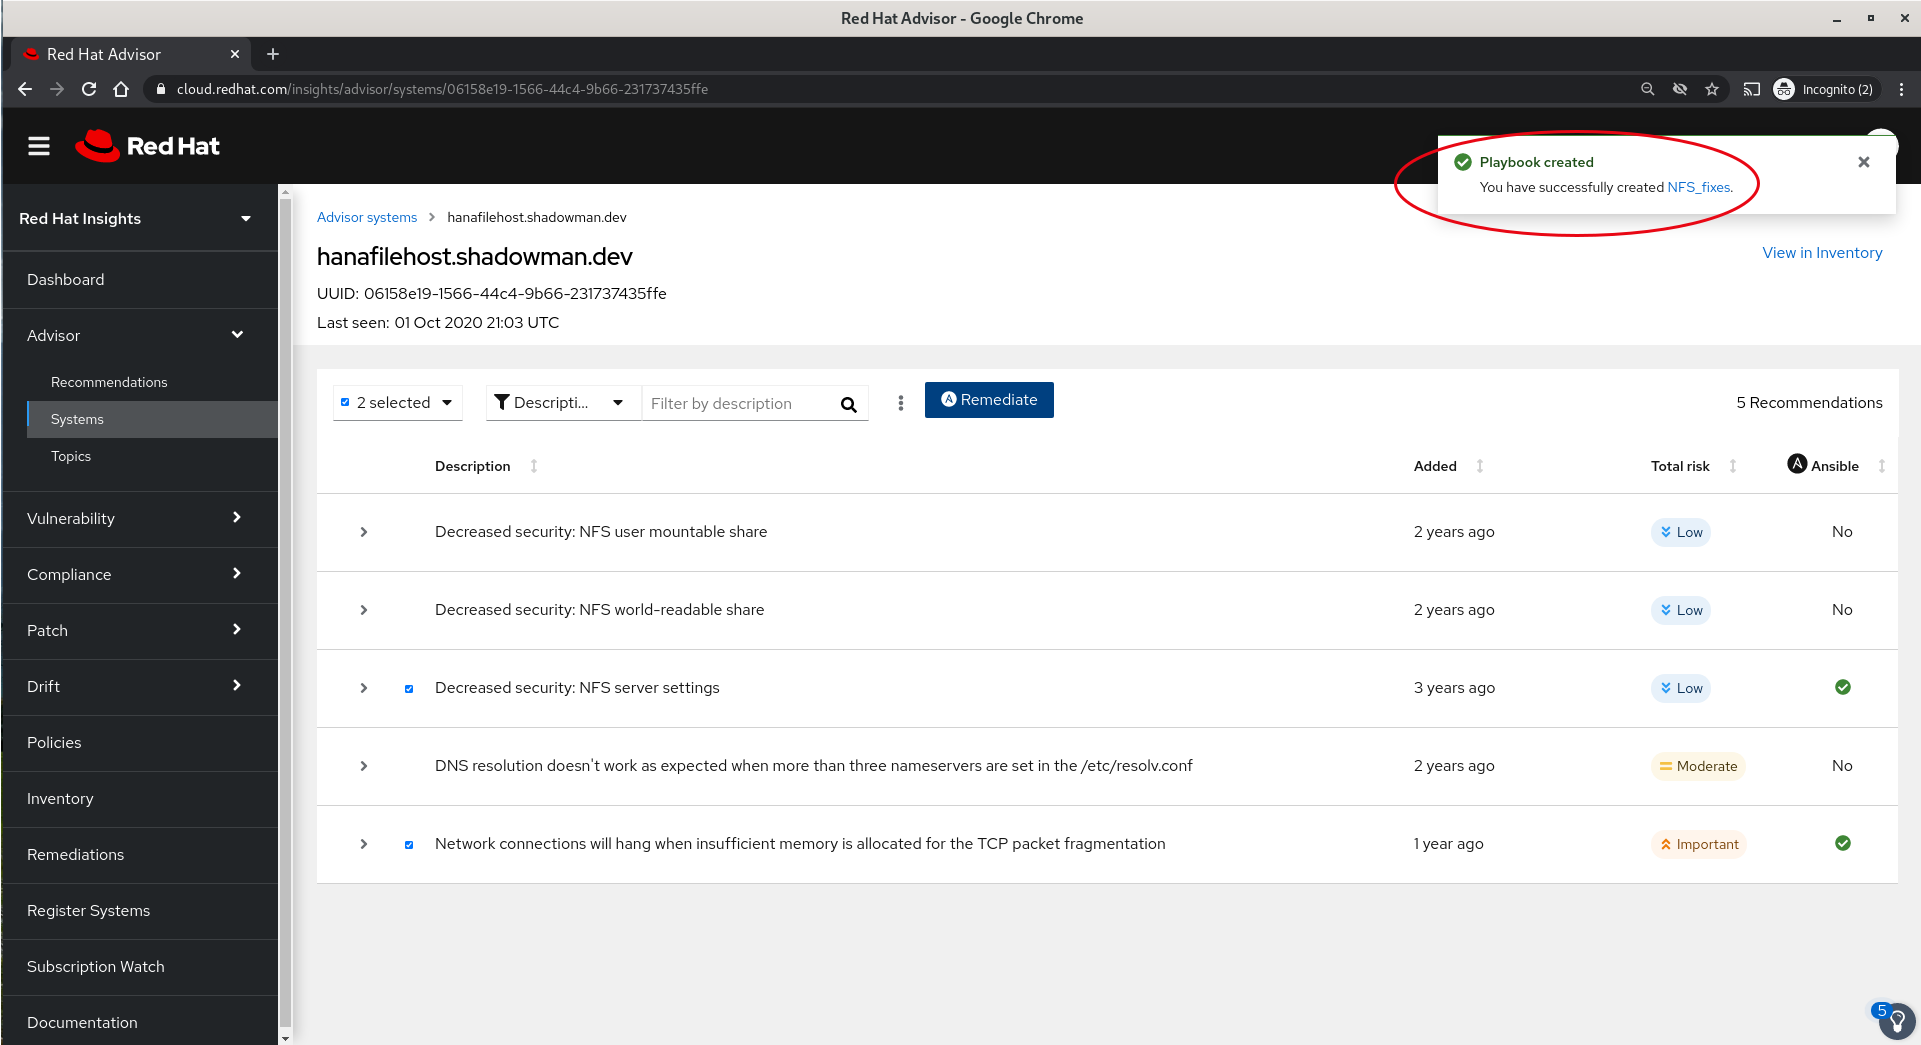 Red Hat Advisor - Google Chrome
Red Hat Advisor
cloud.redhat.com/insights/advisor/systems/06158e19-1566-44c4-9b66-231737435ffe
Incognito (2)
Red Hat
Playbook created
You have successfully created NFS_fixes.
Red Hat Insights
Dashboard
Advisor
Recommendations
Systems
Topics
Vulnerability
Compliance
Patch
Drift
Policies
Inventory
Remediations
Register Systems
Subscription Watch
Documentation
Advisor systems > hanafilehost.shadowman.dev
hanafilehost.shadowman.dev
View in Inventory
UUID: 06158e19-1566-44c4-9b66-231737435ffe
Last seen: 01 Oct 2020 21:03 UTC
2 selected Descripti... Filter by description Remediate 5 Recommendations
Description Added Total risk Ansible
Decreased security: NFS user mountable share 2 years ago Low No
Decreased security: NFS world-readable share 2 years ago Low No
Decreased security: NFS server settings 3 years ago Low
DNS resolution doesn't work as expected when more than three nameservers are set in the /etc/resolv.conf 2 years ago Moderate No
Network connections will hang when insufficient memory is allocated for the TCP packet fragmentation 1 year ago Important
5